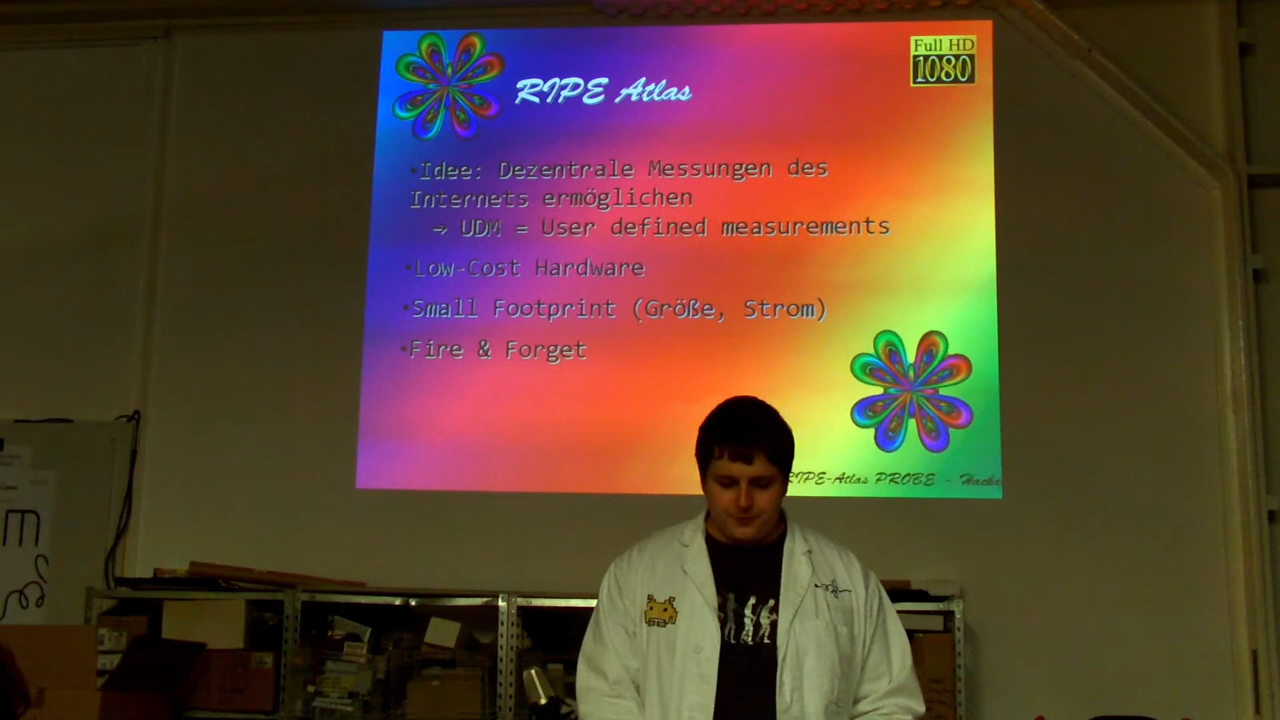 Full HD
1080
RIPE Atlas
•Idee: Dezentrale Messungen des
Internets ermöglichen
→ UDM = User defined measurements
•Low-Cost Hardware
•Small Footprint (Größe, Strom)
•Fire & Forget
RIPE-Atlas PROBE - Hacke